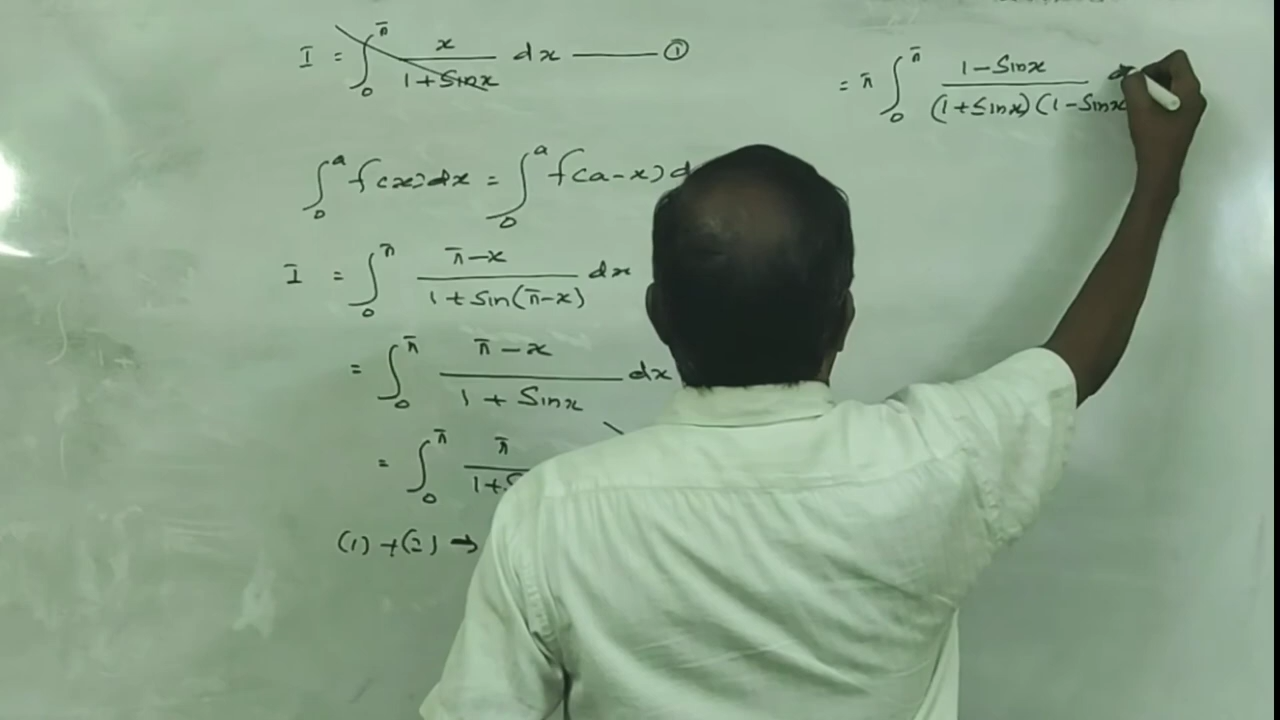 I = ∫₀^π x/(1+Sinx) dx —— ①
∫₀^a f(x)dx = ∫₀^a f(a-x)d
I = ∫₀^π (π-x)/(1+Sin(π-x)) dx
= ∫₀^π (π-x)/(1+Sinx) dx
= ∫₀^π π/(1+S
(1)+(2) →
= π ∫₀^π (1-Sinx)/((1+Sinx)(1-Sinx